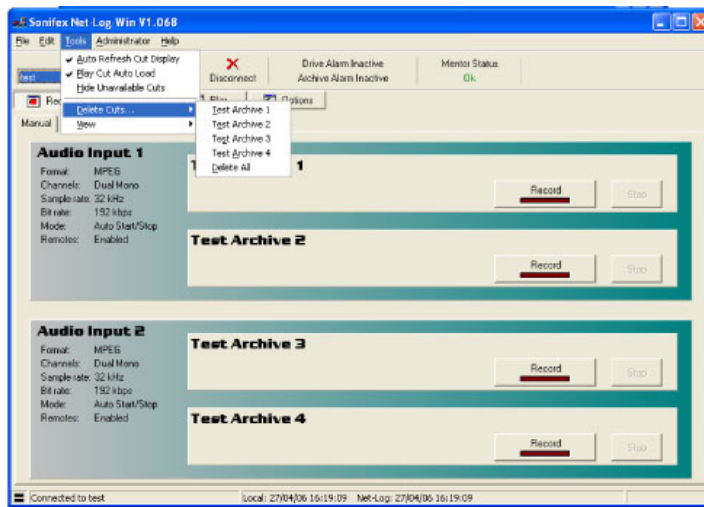 Sonifex Net-Log-Win V1.068
File Edit Tools Administrator Help
Auto Refresh Cut Display
Play Cut Auto Load
Hide Unavailable Cuts
Delete Cuts...
View
Test Archive 1
Test Archive 2
Test Archive 3
Test Archive 4
Delete All
test
Disconnect
Drive Alarm Inactive
Archive Alarm Inactive
Mentor Status
Ok
Options
Manual
Audio Input 1
Format: MPEG
Channels: Dual Mono
Sample rate: 32 kHz
Bit rate: 192 kbps
Mode: Auto Start/Stop
Remotes: Enabled
1
Record Stop
Test Archive 2
Record Stop
Audio Input 2
Format: MPEG
Channels: Dual Mono
Sample rate: 32 kHz
Bit rate: 192 kbps
Mode: Auto Start/Stop
Remotes: Enabled
Test Archive 3
Record Stop
Test Archive 4
Record Stop
Connected to test
Local: 27/04/06 16:19:09 Net-Log: 27/04/06 16:19:09